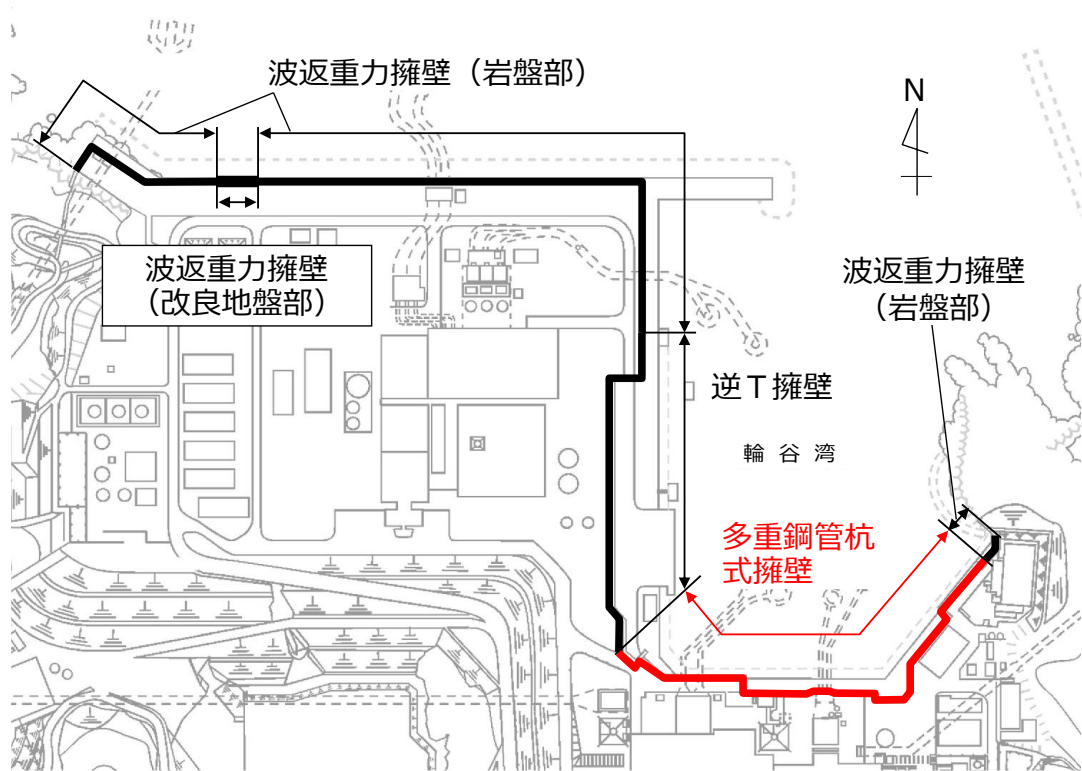 波返重力擁壁（岩盤部）
N
波返重力擁壁
（改良地盤部）
波返重力擁壁
（岩盤部）
逆Ｔ擁壁
輪谷湾
多重鋼管杭
式擁壁